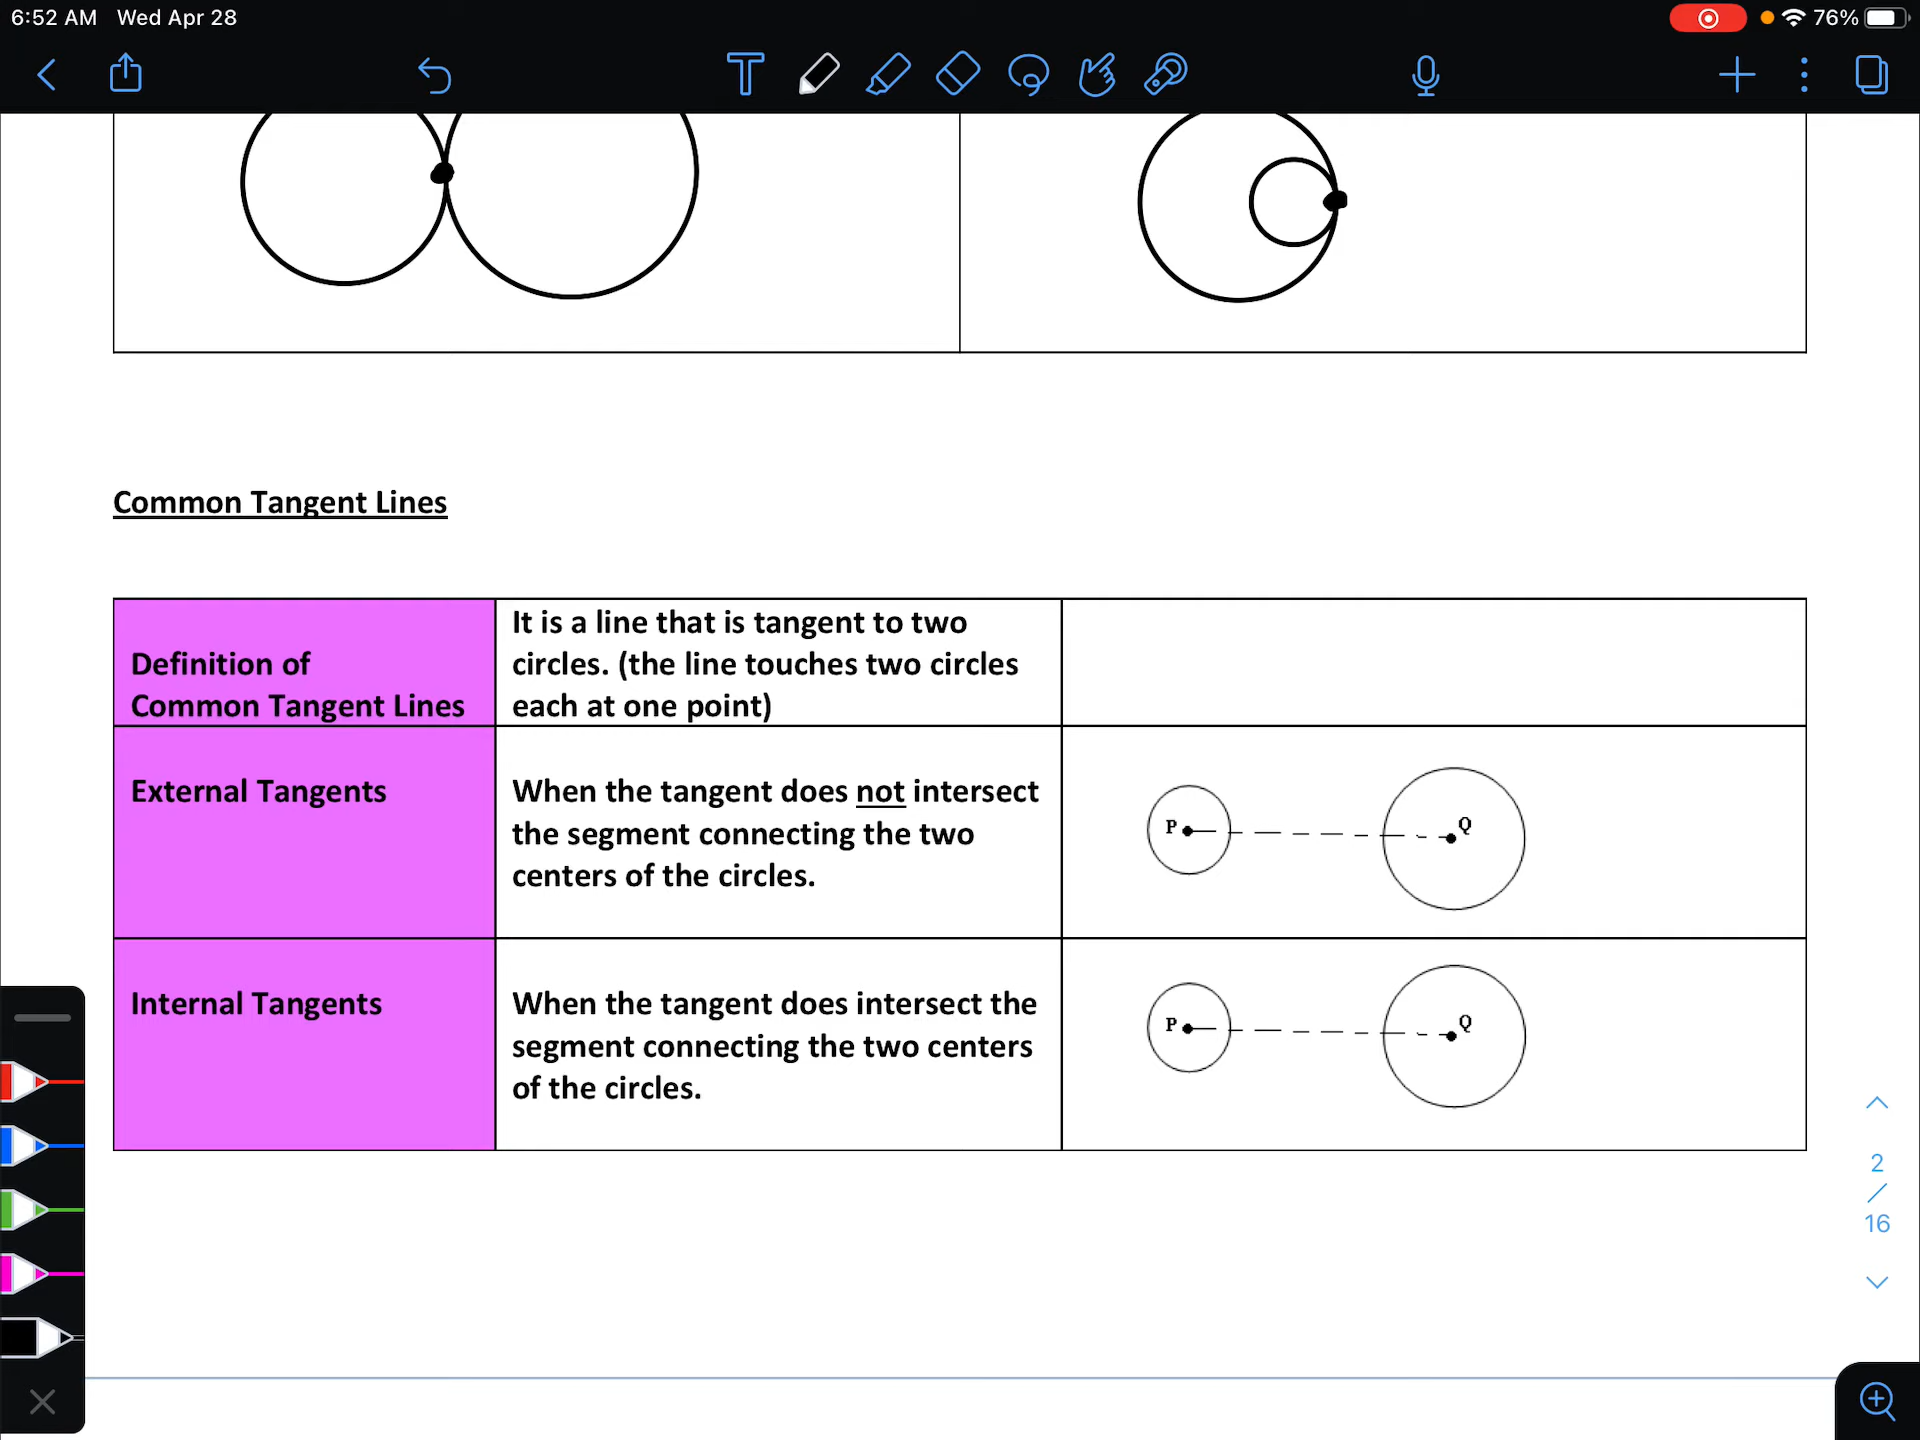 6:52 AM Wed Apr 28
76%
Common Tangent Lines
Definition of
Common Tangent Lines
It is a line that is tangent to two
circles. (the line touches two circles
each at one point)
External Tangents
When the tangent does not intersect
the segment connecting the two
centers of the circles.
P
Q
Internal Tangents
When the tangent does intersect the
segment connecting the two centers
of the circles.
P
Q
2
/
16